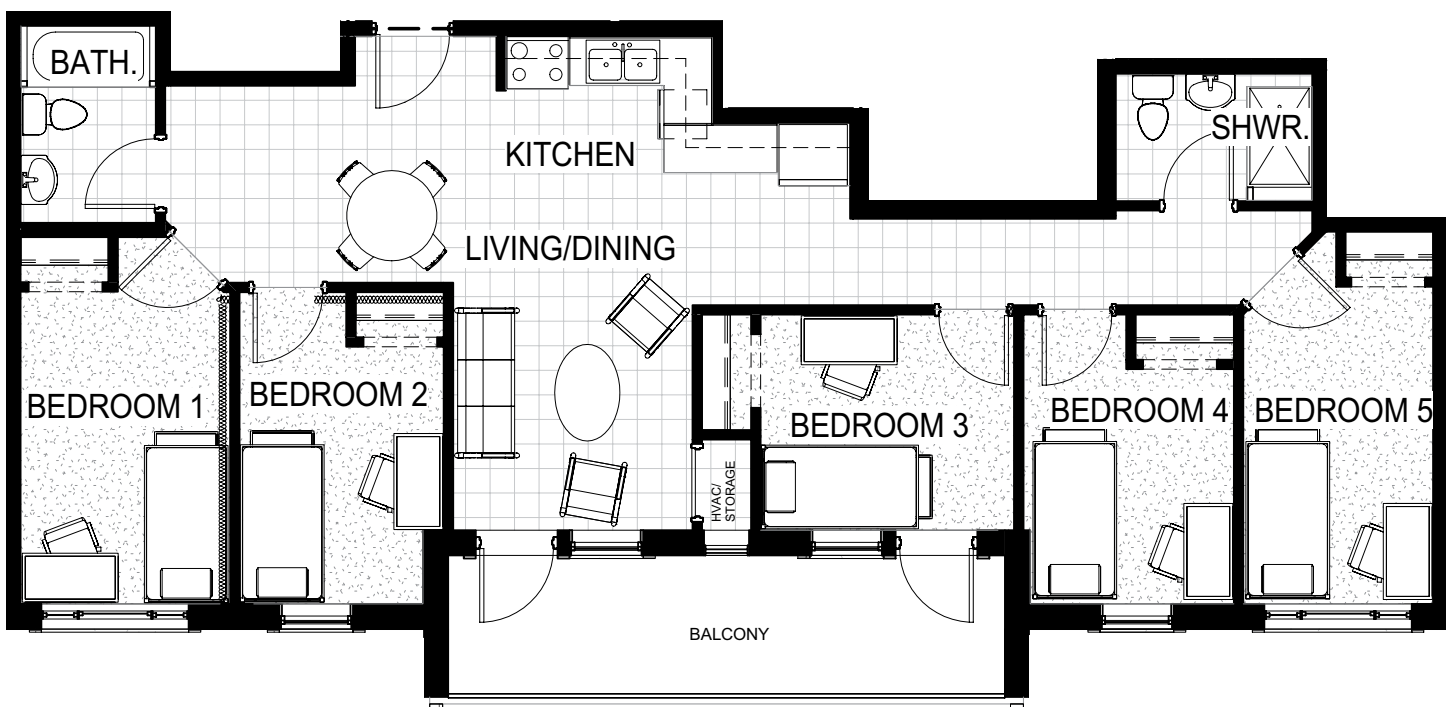 BATH.
KITCHEN
SHWR.
LIVING/DINING
BEDROOM 1
BEDROOM 2
BEDROOM 3
BEDROOM 4
BEDROOM 5
HVAC/
STORAGE
BALCONY